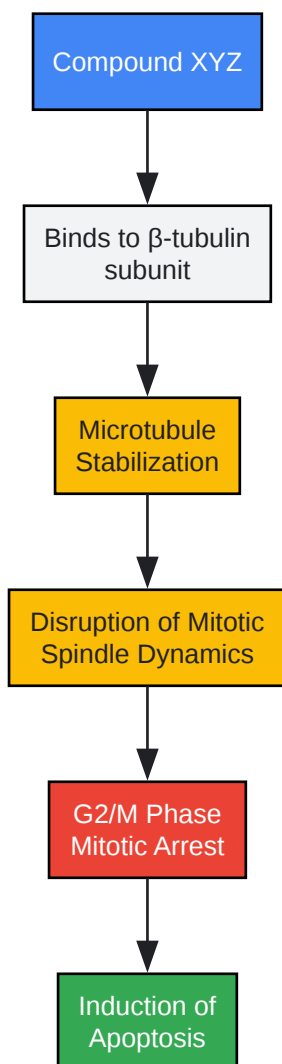 Compound XYZ
Binds to β-tubulin
subunit
Microtubule
Stabilization
Disruption of Mitotic
Spindle Dynamics
G2/M Phase
Mitotic Arrest
Induction of
Apoptosis